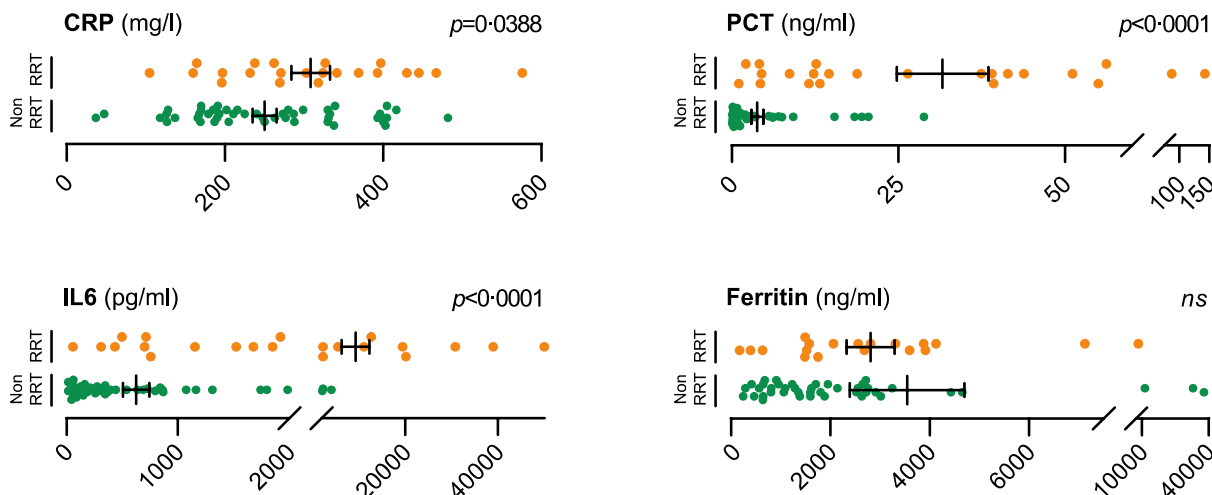 CRP (mg/l) p=0·0388
RRT
Non RRT
0 200 400 600
PCT (ng/ml) p<0·0001
RRT
Non RRT
0 25 50 100 150
IL6 (pg/ml) p<0·0001
RRT
Non RRT
0 1000 2000 20000 40000
Ferritin (ng/ml) ns
RRT
Non RRT
0 2000 4000 6000 10000 40000